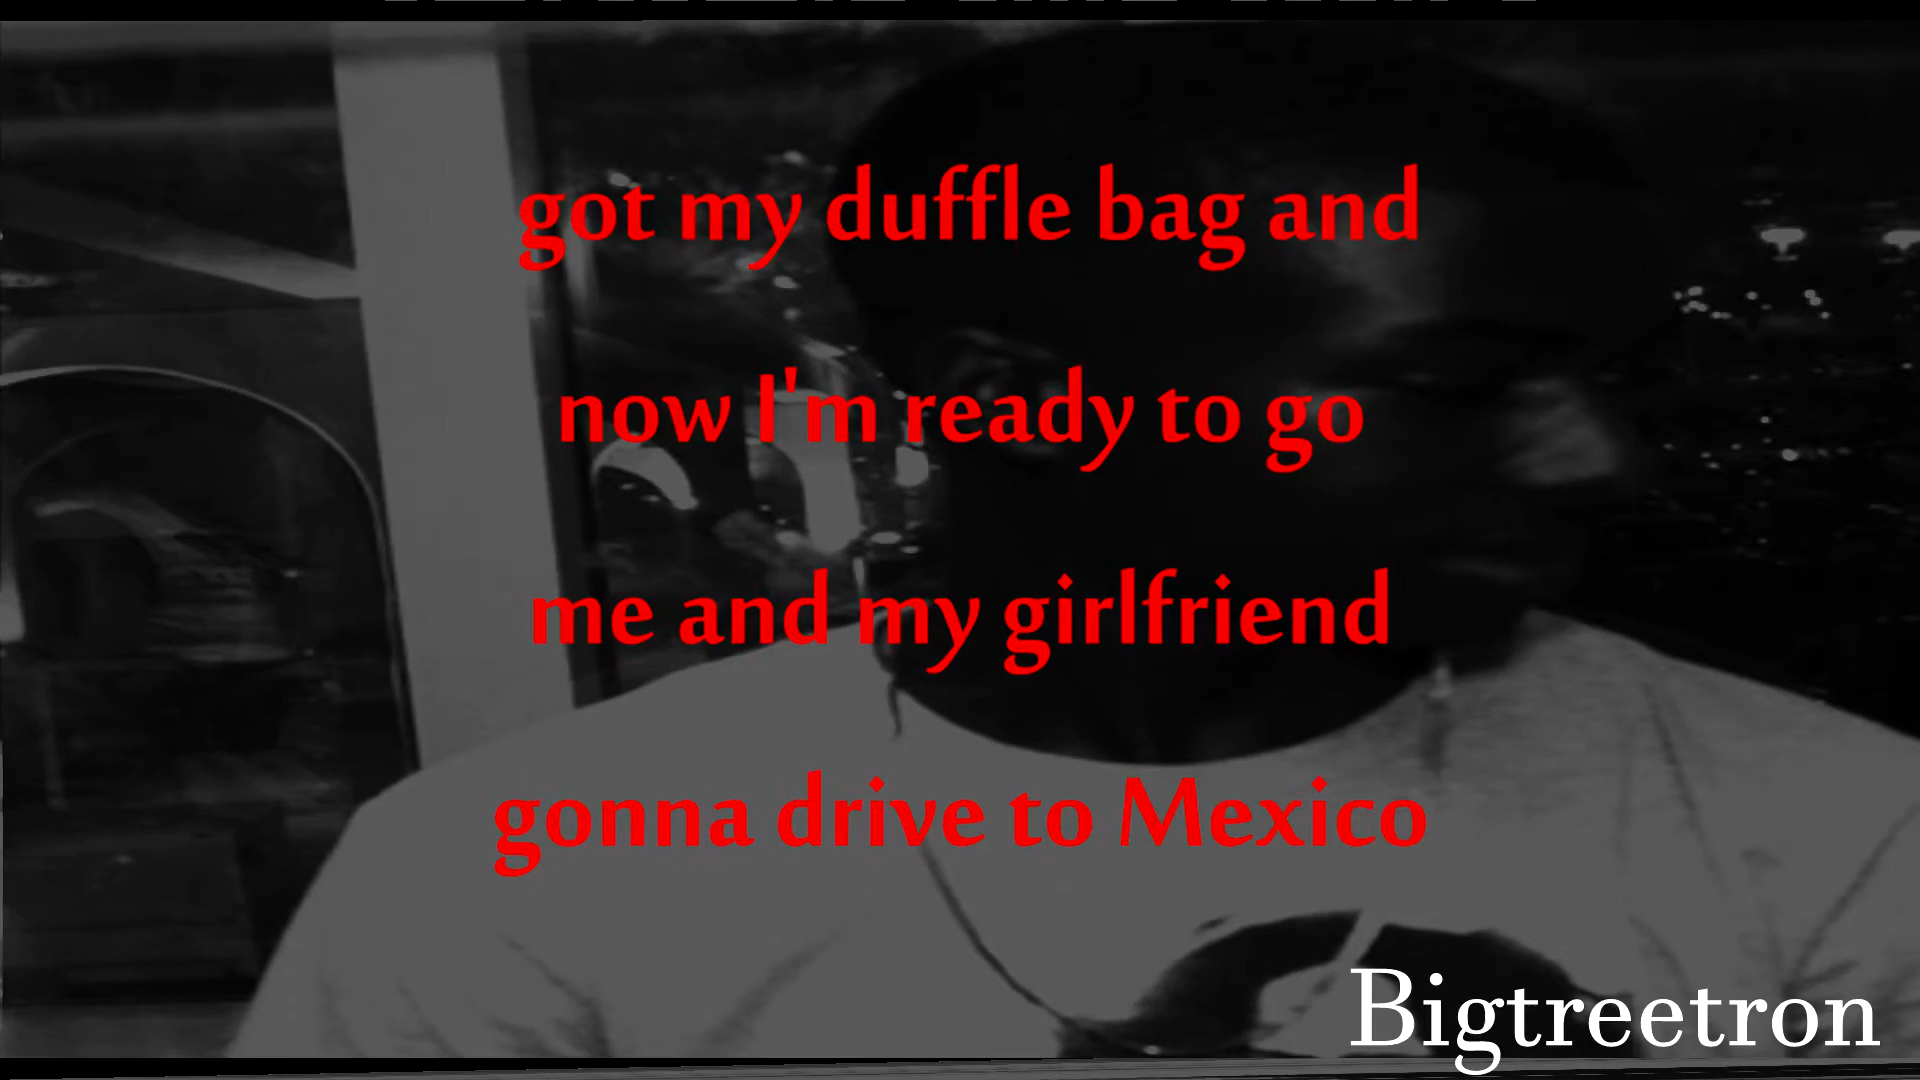 got my duffle bag and
now I'm ready to go
me and my girlfriend
gonna drive to Mexico
Bigtreetron